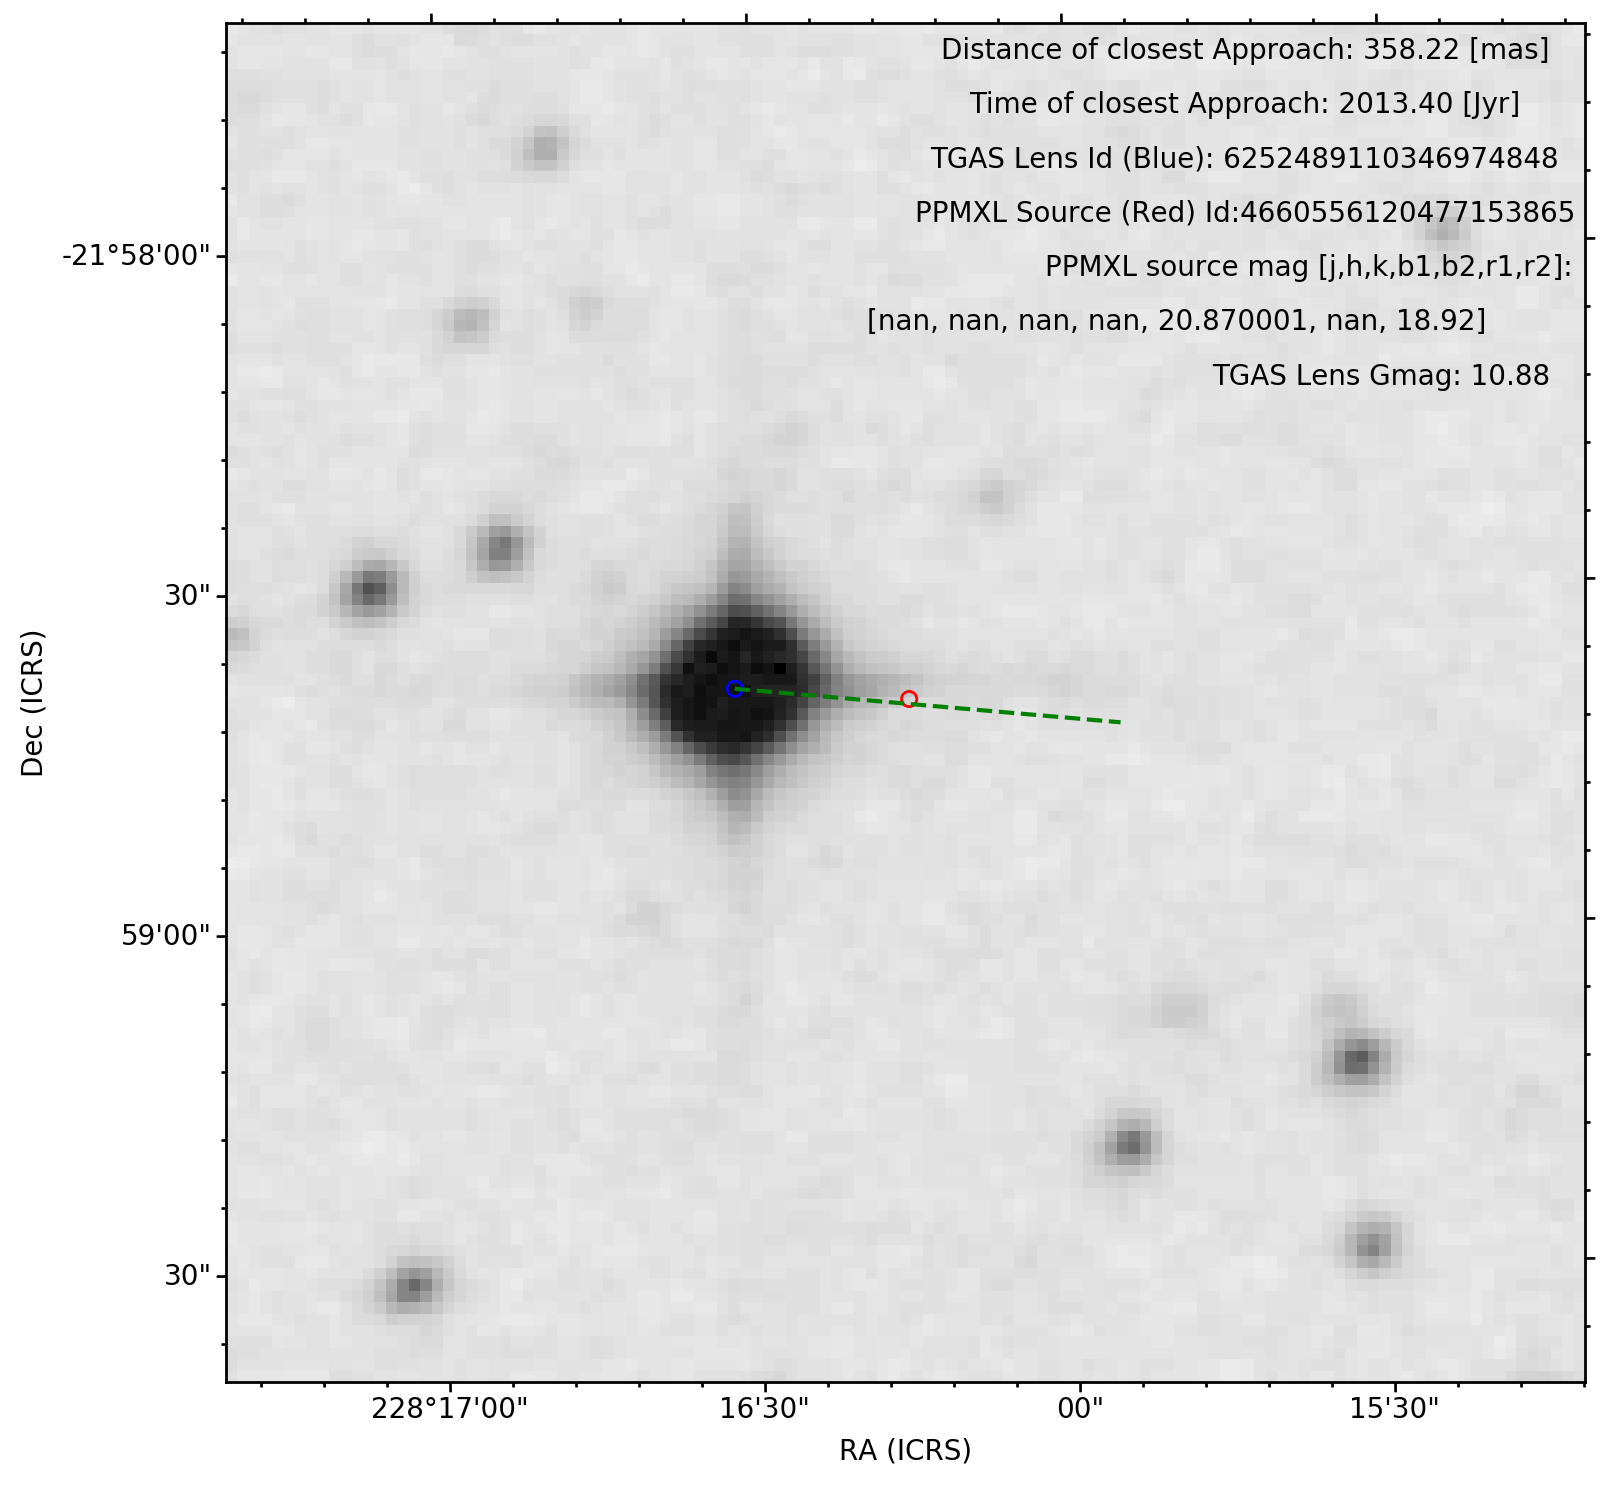 Distance of closest Approach: 358.22 [mas]
Time of closest Approach: 2013.40 [Jyr]
TGAS Lens Id (Blue): 6252489110346974848
PPMXL Source (Red) Id:4660556120477153865
PPMXL source mag [j,h,k,b1,b2,r1,r2]:
[nan, nan, nan, nan, 20.870001, nan, 18.92]
TGAS Lens Gmag: 10.88
-21°58'00"
30"
59'00"
30"
Dec (ICRS)
228°17'00" 16'30" 00" 15'30"
RA (ICRS)